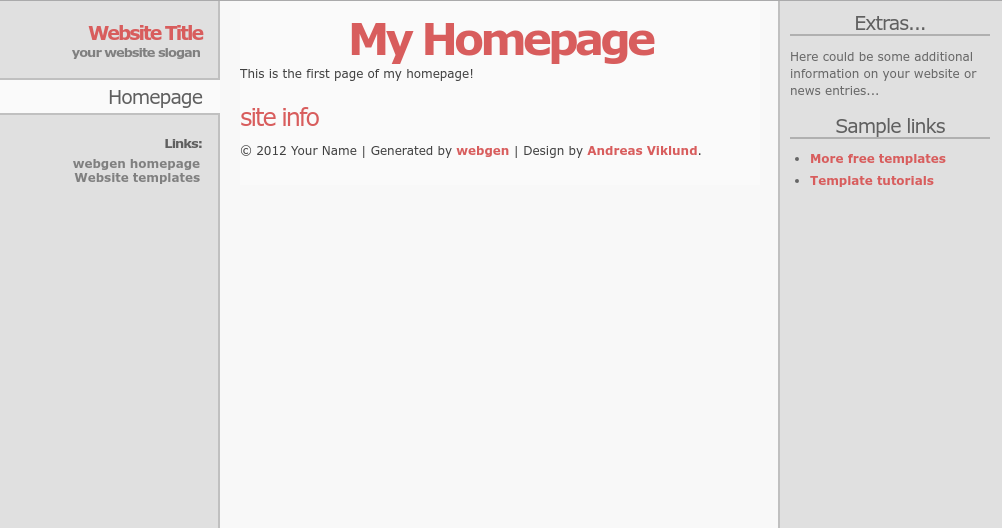 Website Title
your website slogan
Homepage
Links:
webgen homepage
Website templates
My Homepage
This is the first page of my homepage!
site info
© 2012 Your Name | Generated by webgen | Design by Andreas Viklund.
Extras...
Here could be some additional
information on your website or
news entries...
Sample links
• More free templates
• Template tutorials